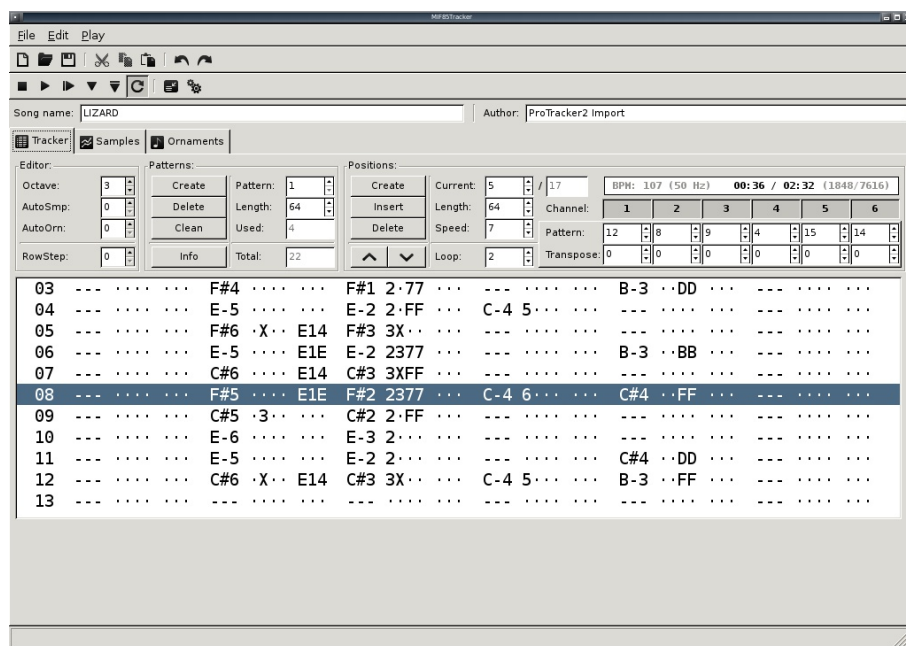 MIF85Tracker
File Edit Play
Song name: LIZARD Author: ProTracker2 Import
Tracker Samples Ornaments
Editor: Patterns: Positions:
Octave: 3 Create Pattern: 1 Create Current: 5 / 17 BPM: 107 (50 Hz) 00:36 / 02:32 (1848/7616)
AutoSmp: 0 Delete Length: 64 Insert Length: 64 Channel: 1 2 3 4 5 6
AutoOrn: 0 Clean Used: 4 Delete Speed: 7 Pattern: 12 8 9 4 15 14
RowStep: 0 Info Total: 22 Loop: 2 Transpose: 0 0 0 0 0 0
03 --- ···· ··· F#4 ···· ··· F#1 2·77 ··· --- ···· ··· B-3 ··DD ··· --- ···· ···
04 --- ···· ··· E-5 ···· ··· E-2 2·FF ··· C-4 5··· ··· --- ···· ··· --- ···· ···
05 --- ···· ··· F#6 ·X·· E14 F#3 3X·· ··· --- ···· ··· --- ···· ··· --- ···· ···
06 --- ···· ··· E-5 ···· E1E E-2 2377 ··· --- ···· ··· B-3 ··BB ··· --- ···· ···
07 --- ···· ··· C#6 ···· E14 C#3 3XFF ··· --- ···· ··· --- ···· ··· --- ···· ···
08 --- ···· ··· F#5 ···· E1E F#2 2377 ··· C-4 6··· ··· C#4 ··FF ··· --- ···· ···
09 --- ···· ··· C#5 ·3·· ··· C#2 2·FF ··· --- ···· ··· --- ···· ··· --- ···· ···
10 --- ···· ··· E-6 ···· ··· E-3 2··· ··· --- ···· ··· --- ···· ··· --- ···· ···
11 --- ···· ··· E-5 ···· ··· E-2 2··· ··· --- ···· ··· C#4 ··DD ··· --- ···· ···
12 --- ···· ··· C#6 ·X·· E14 C#3 3X·· ··· C-4 5··· ··· B-3 ··FF ··· --- ···· ···
13 --- ···· ··· --- ···· ··· --- ···· ··· --- ···· ··· --- ···· ··· --- ···· ···